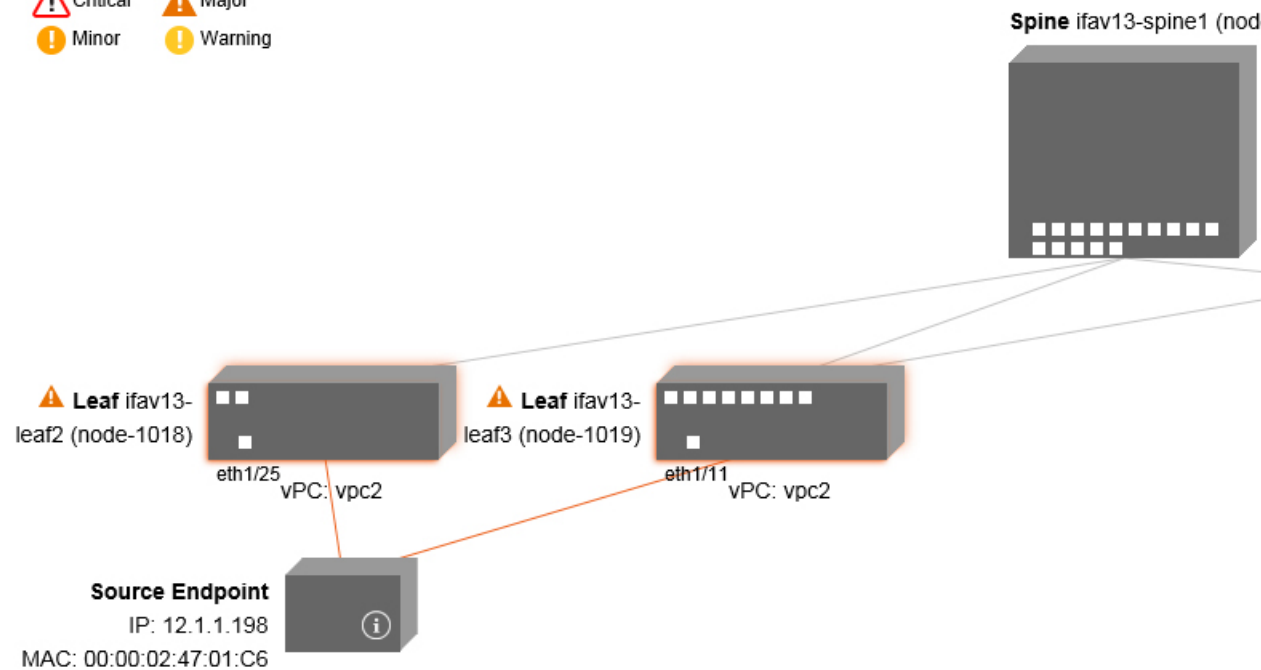 Critical Major
Minor Warning
Spine ifav13-spine1 (nod
Leaf ifav13-
leaf2 (node-1018)
eth1/25
vPC: vpc2
Leaf ifav13-
leaf3 (node-1019)
eth1/11
vPC: vpc2
Source Endpoint
IP: 12.1.1.198
MAC: 00:00:02:47:01:C6